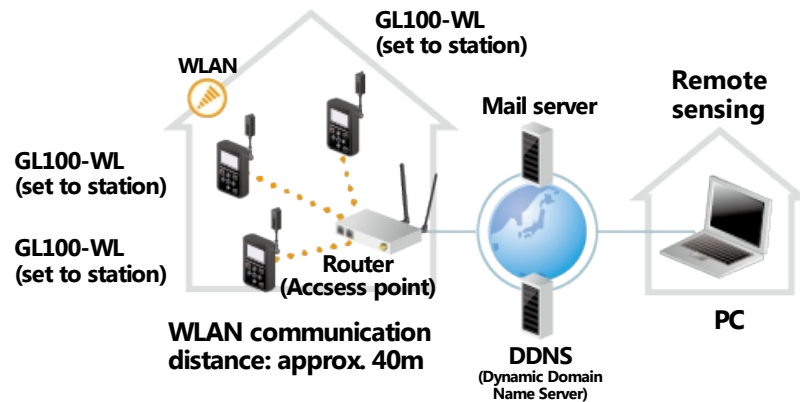 GL100-WL
(set to station)
WLAN
GL100-WL
(set to station)
GL100-WL
(set to station)
Router
(Accsess point)
WLAN communication
distance: approx. 40m
Mail server
DDNS
(Dynamic Domain
Name Server)
Remote
sensing
PC